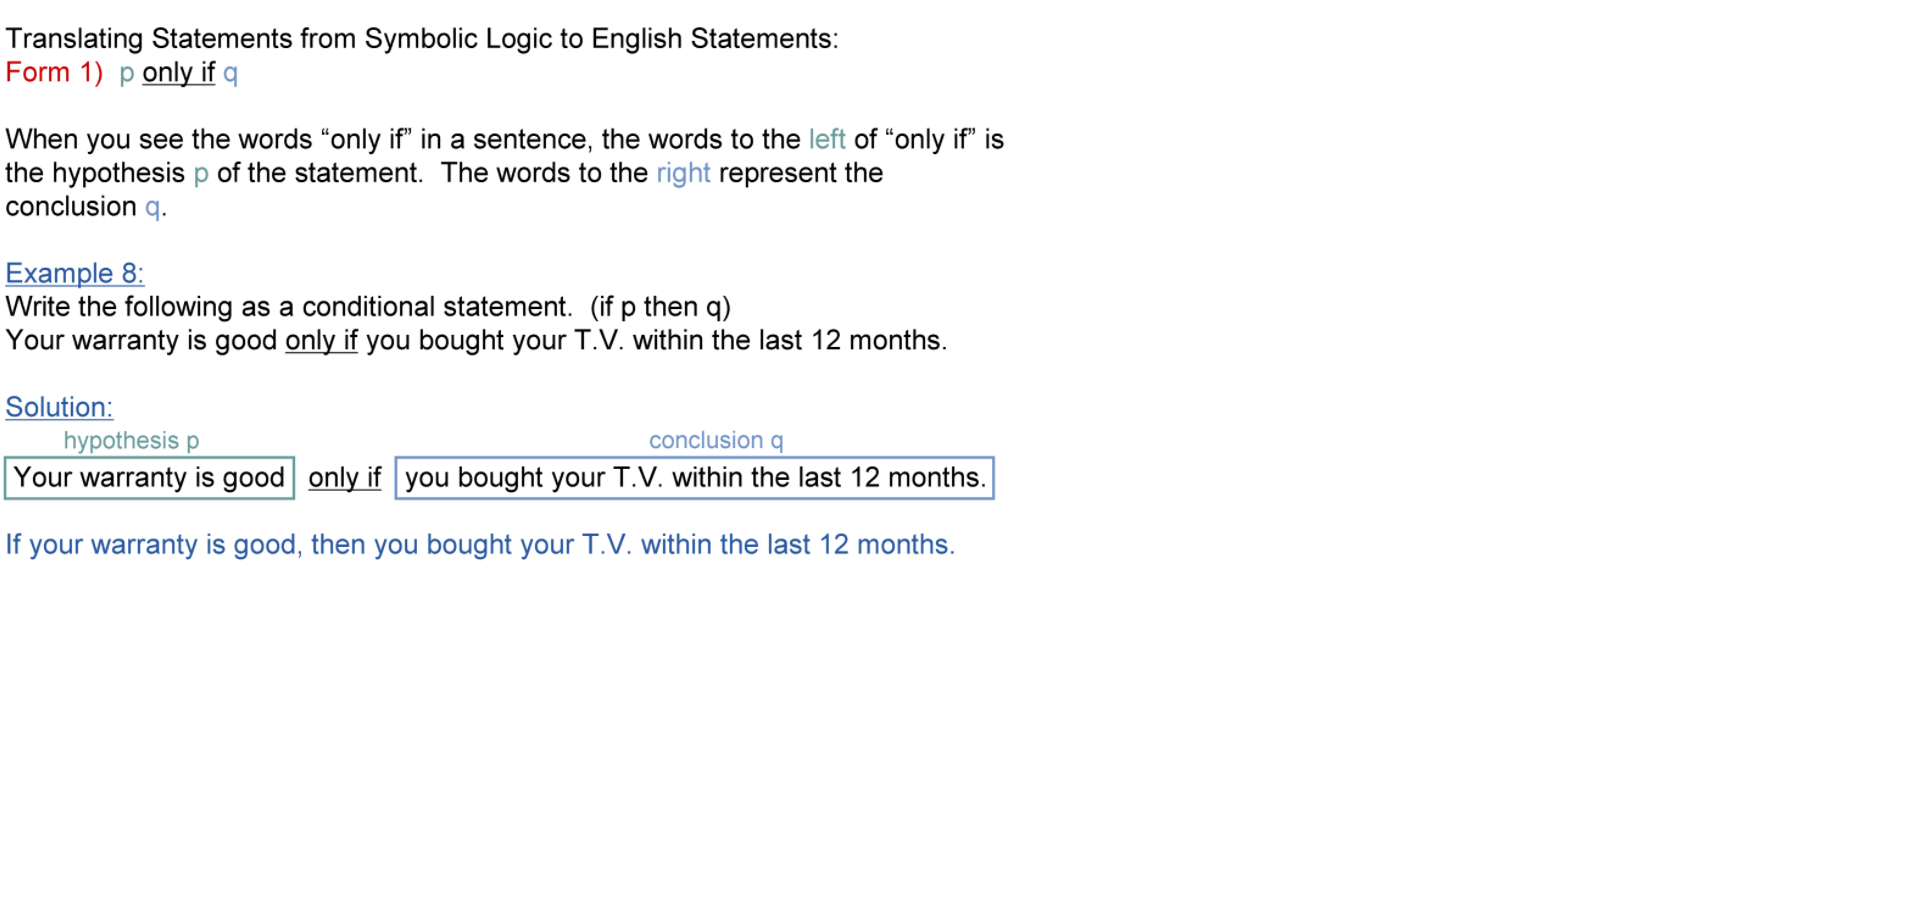 Translating Statements from Symbolic Logic to English Statements:
Form 1)  p only if q
When you see the words “only if” in a sentence, the words to the left of “only if” is
the hypothesis p of the statement.  The words to the right represent the
conclusion q.
Example 8:
Write the following as a conditional statement.  (if p then q)
Your warranty is good only if you bought your T.V. within the last 12 months.
Solution:
hypothesis p conclusion q
Your warranty is good only if you bought your T.V. within the last 12 months.
If your warranty is good, then you bought your T.V. within the last 12 months.